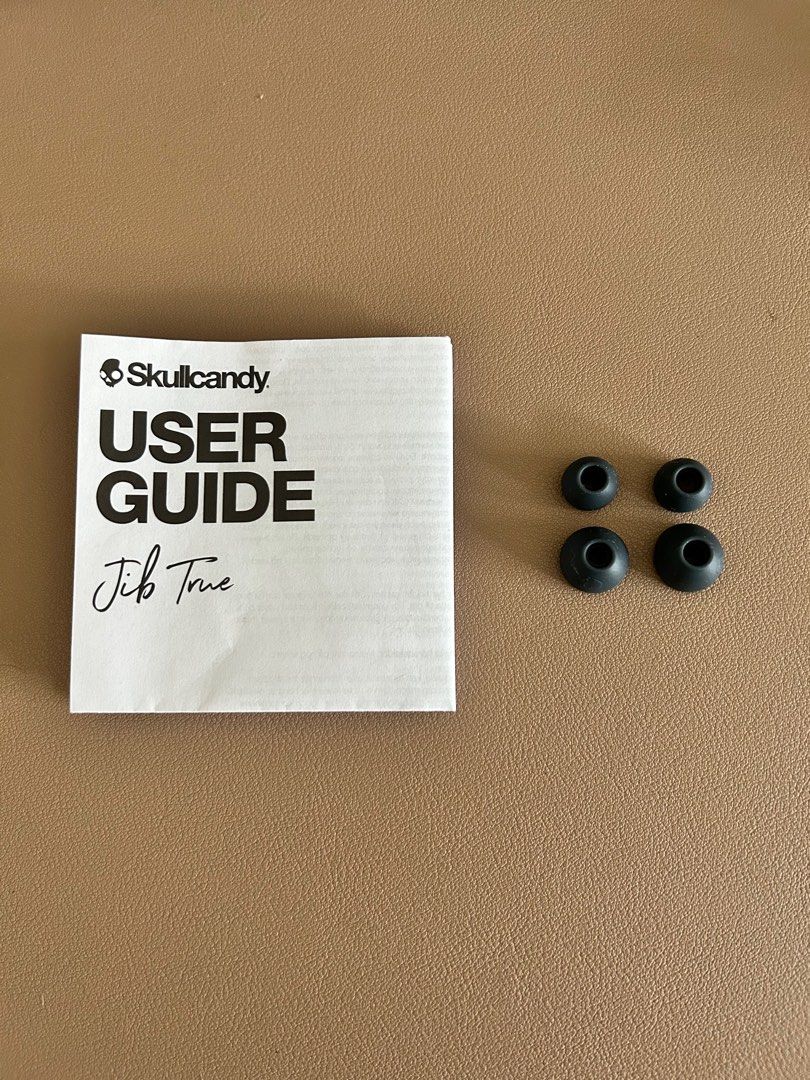 Skullcandy
USER
GUIDE
Jib True